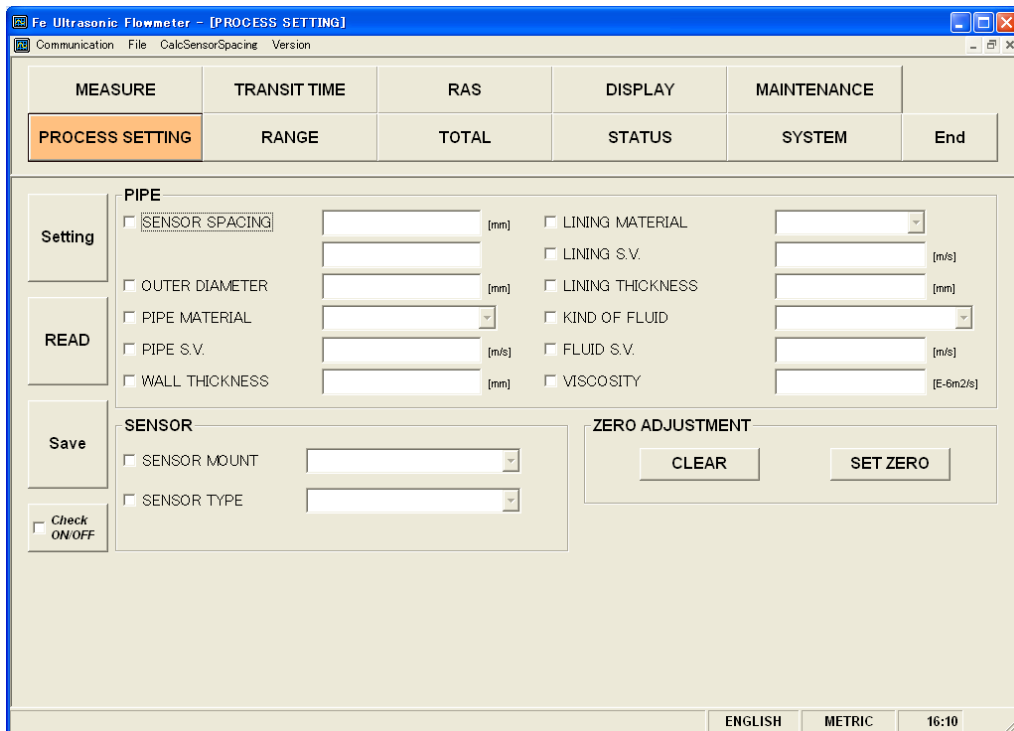 Fe Ultrasonic Flowmeter - [PROCESS SETTING]
Communication File CalcSensorSpacing Version
MEASURE TRANSIT TIME RAS DISPLAY MAINTENANCE
PROCESS SETTING RANGE TOTAL STATUS SYSTEM End
Setting
READ
Save
Check
ON/OFF
PIPE
SENSOR SPACING [mm] LINING MATERIAL
LINING S.V. [m/s]
OUTER DIAMETER [mm] LINING THICKNESS [mm]
PIPE MATERIAL KIND OF FLUID
PIPE S.V. [m/s] FLUID S.V. [m/s]
WALL THICKNESS [mm] VISCOSITY [E-6m2/s]
SENSOR
SENSOR MOUNT
SENSOR TYPE
ZERO ADJUSTMENT
CLEAR SET ZERO
ENGLISH METRIC 16:10